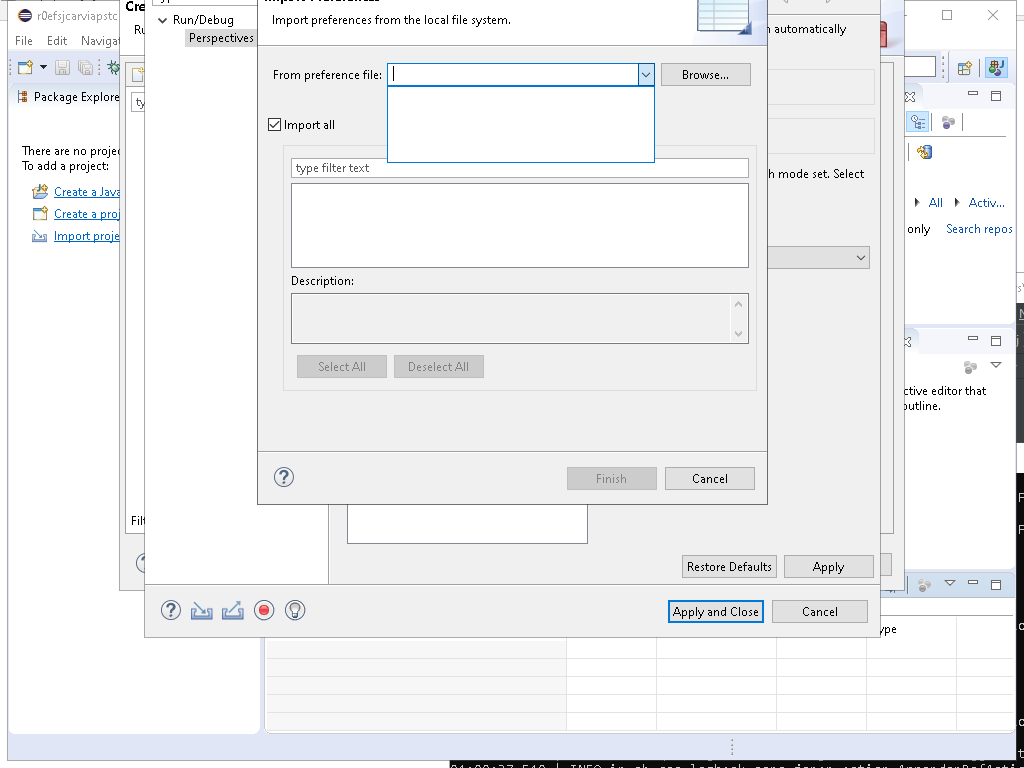 r0efsjcarviapstc
File Edit Naviga
Package Explore
There are no projec
To add a project:
Create a Java
Create a proj
Import proje
Cre
Filt
Run/Debug
Perspectives
Import preferences from the local file system.
From preference file:
Browse...
Import all
type filter text
Description:
Select All
Deselect All
Finish
Cancel
automatically
h mode set. Select
Restore Defaults
Apply
Apply and Close
Cancel
All
Activ...
only
Search repos
ctive editor that
outline.
ype